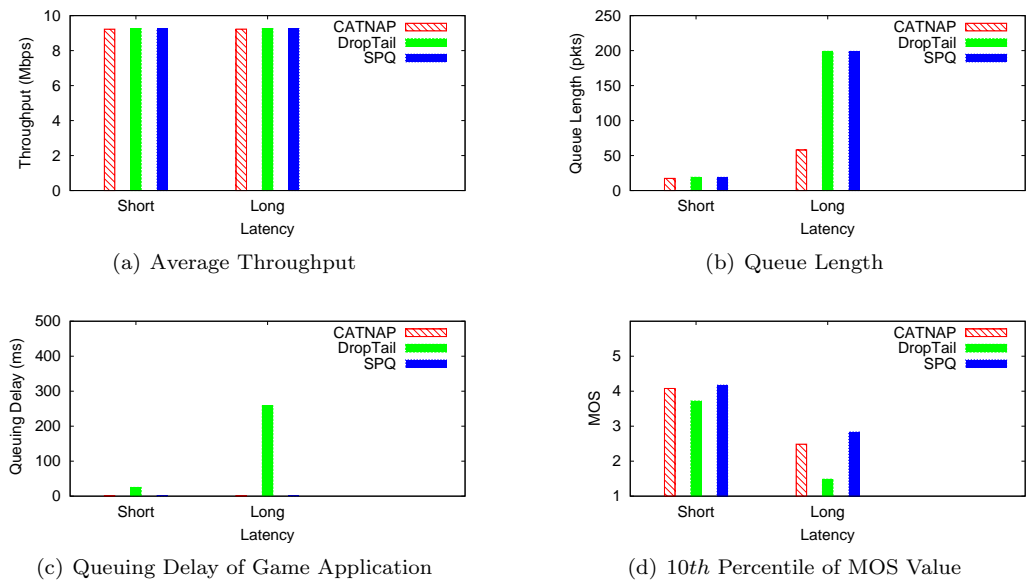 Throughput (Mbps)
10
8
6
4
2
0
CATNAP
DropTail
SPQ
Short
Long
Latency
(a) Average Throughput
Queue Length (pkts)
250
200
150
100
50
0
CATNAP
DropTail
SPQ
Short
Long
Latency
(b) Queue Length
Queuing Delay (ms)
500
400
300
200
100
0
CATNAP
DropTail
SPQ
Short
Long
Latency
(c) Queuing Delay of Game Application
MOS
5
4
3
2
1
CATNAP
DropTail
SPQ
Short
Long
Latency
(d) 10th Percentile of MOS Value